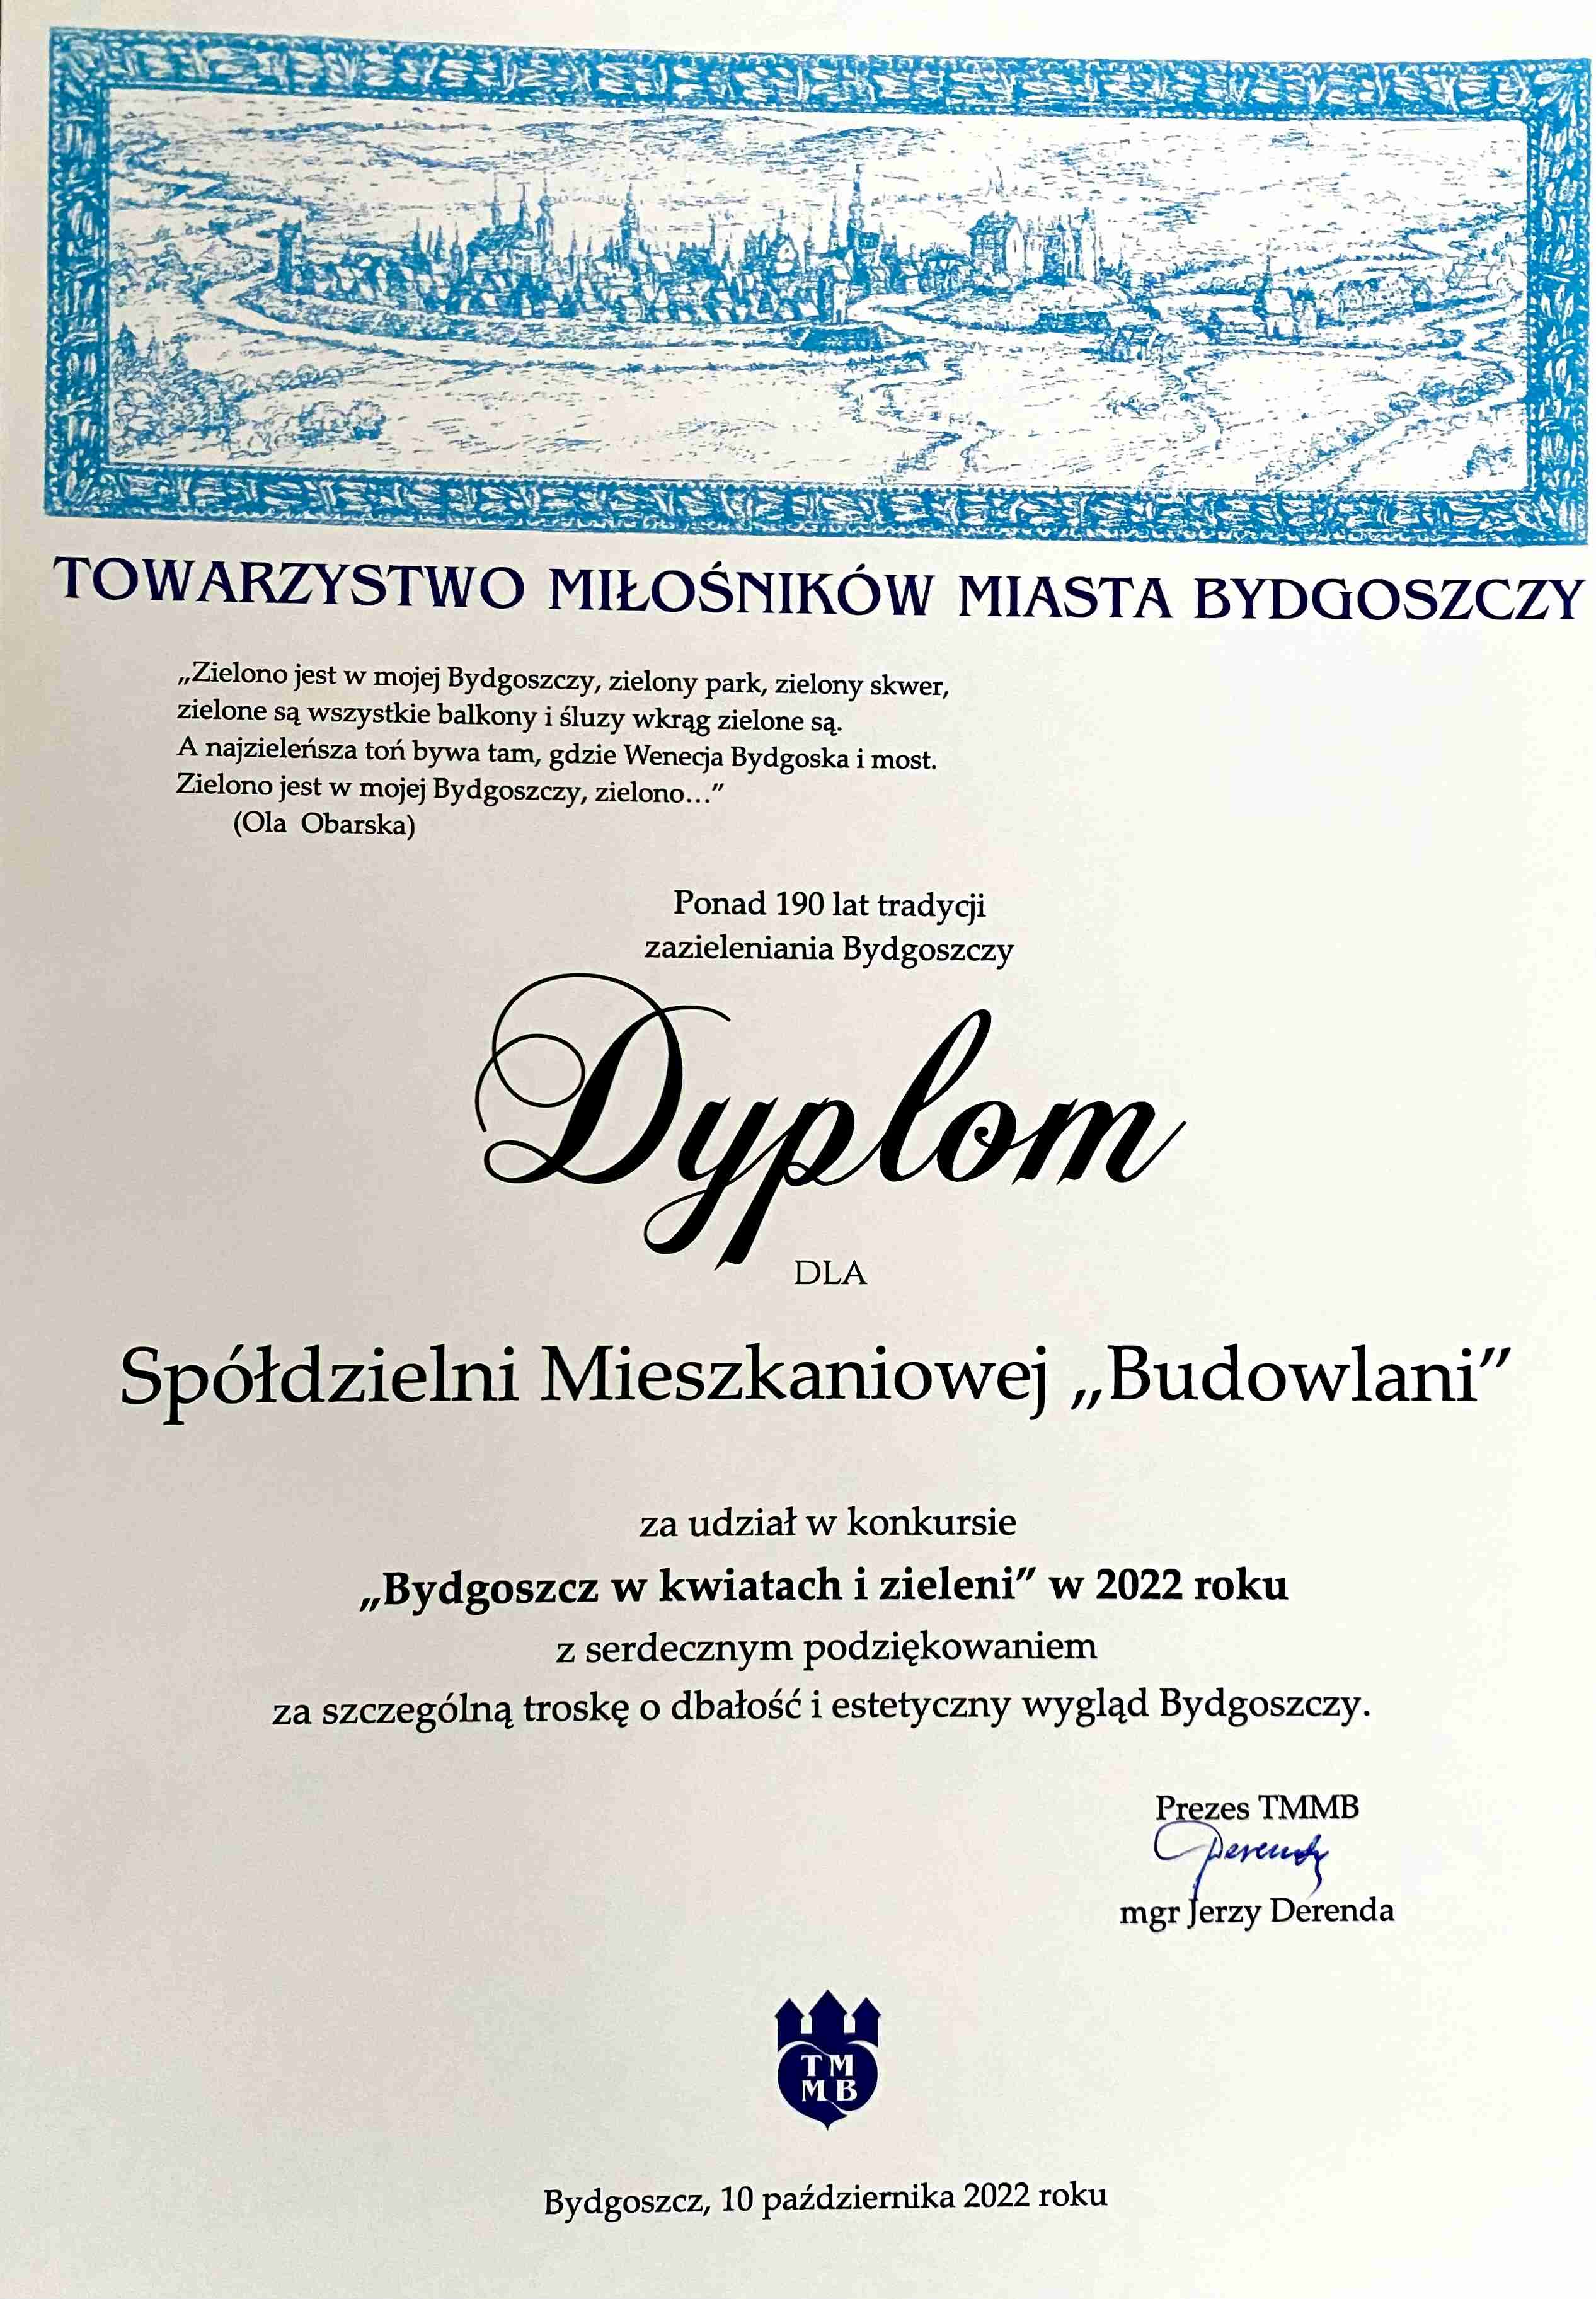 TOWARZYSTWO MIŁOŚNIKÓW MIASTA BYDGOSZCZY
„Zielono jest w mojej Bydgoszczy, zielony park, zielony skwer,
zielone są wszystkie balkony i śluzy wkrąg zielone są.
A najzieleńsza toń bywa tam, gdzie Wenecja Bydgoska i most.
Zielono jest w mojej Bydgoszczy, zielono…”
(Ola Obarska)
Ponad 190 lat tradycji
zazieleniania Bydgoszczy
Dyplom
DLA
Spółdzielni Mieszkaniowej „Budowlani”
za udział w konkursie
„Bydgoszcz w kwiatach i zieleni” w 2022 roku
z serdecznym podziękowaniem
za szczególną troskę o dbałość i estetyczny wygląd Bydgoszczy.
Prezes TMMB
Derenda
mgr Jerzy Derenda
TM
MB
Bydgoszcz, 10 października 2022 roku